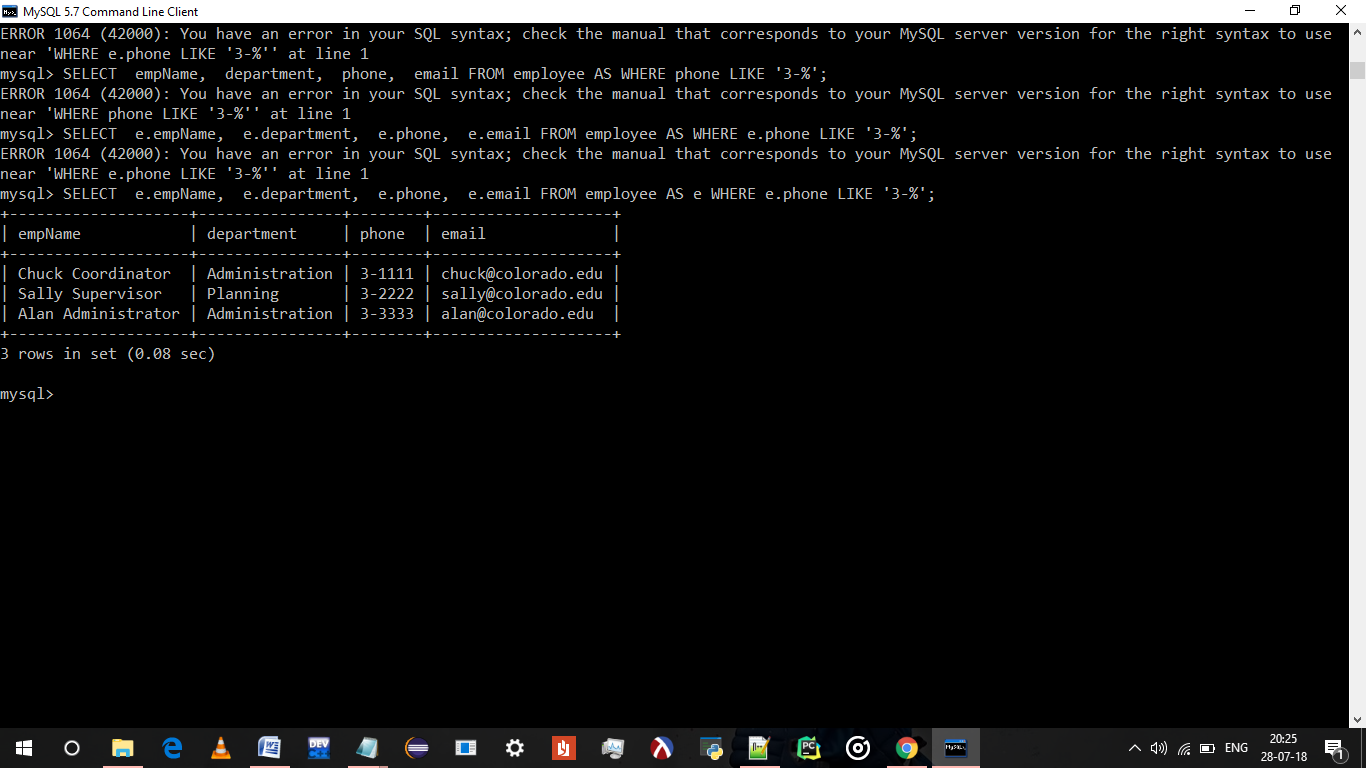 MySQL 5.7 Command Line Client
ERROR 1064 (42000): You have an error in your SQL syntax; check the manual that corresponds to your MySQL server version for the right syntax to use
near 'WHERE e.phone LIKE '3-%'' at line 1
mysql> SELECT  empName,  department,  phone,  email FROM employee AS WHERE phone LIKE '3-%';
ERROR 1064 (42000): You have an error in your SQL syntax; check the manual that corresponds to your MySQL server version for the right syntax to use
near 'WHERE phone LIKE '3-%'' at line 1
mysql> SELECT  e.empName,  e.department,  e.phone,  e.email FROM employee AS WHERE e.phone LIKE '3-%';
ERROR 1064 (42000): You have an error in your SQL syntax; check the manual that corresponds to your MySQL server version for the right syntax to use
near 'WHERE e.phone LIKE '3-%'' at line 1
mysql> SELECT  e.empName,  e.department,  e.phone,  e.email FROM employee AS e WHERE e.phone LIKE '3-%';
+--------------------+----------------+--------+--------------------+
| empName            | department     | phone  | email              |
+--------------------+----------------+--------+--------------------+
| Chuck Coordinator  | Administration | 3-1111 | chuck@colorado.edu |
| Sally Supervisor   | Planning       | 3-2222 | sally@colorado.edu |
| Alan Administrator | Administration | 3-3333 | alan@colorado.edu  |
+--------------------+----------------+--------+--------------------+
3 rows in set (0.08 sec)
mysql>
ENG
20:25
28-07-18
1